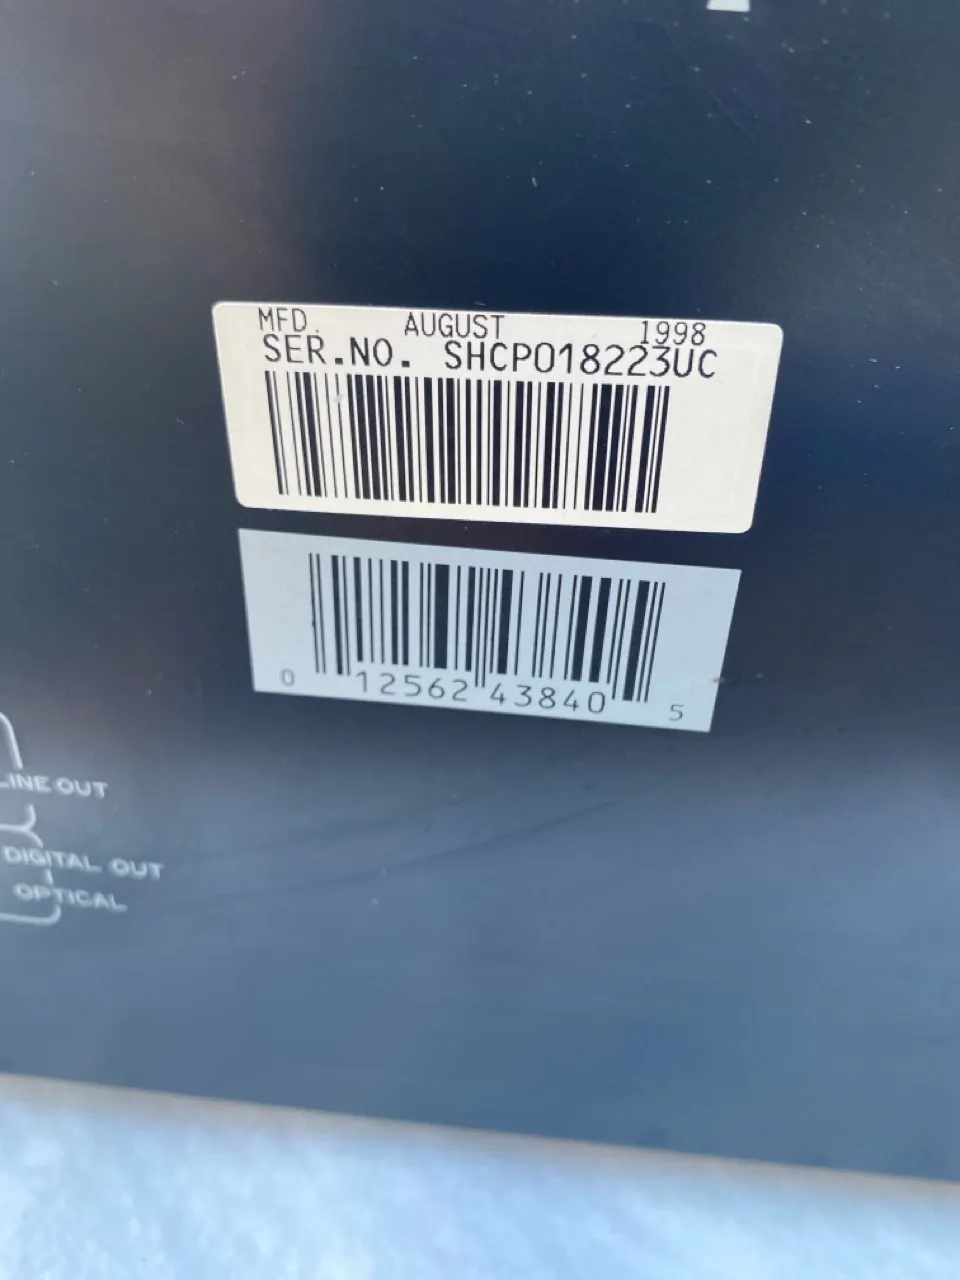 MFD. AUGUST 1998
SER.NO. SHCP018223UC
0 12562 43840 5
LINE OUT
DIGITAL OUT
OPTICAL